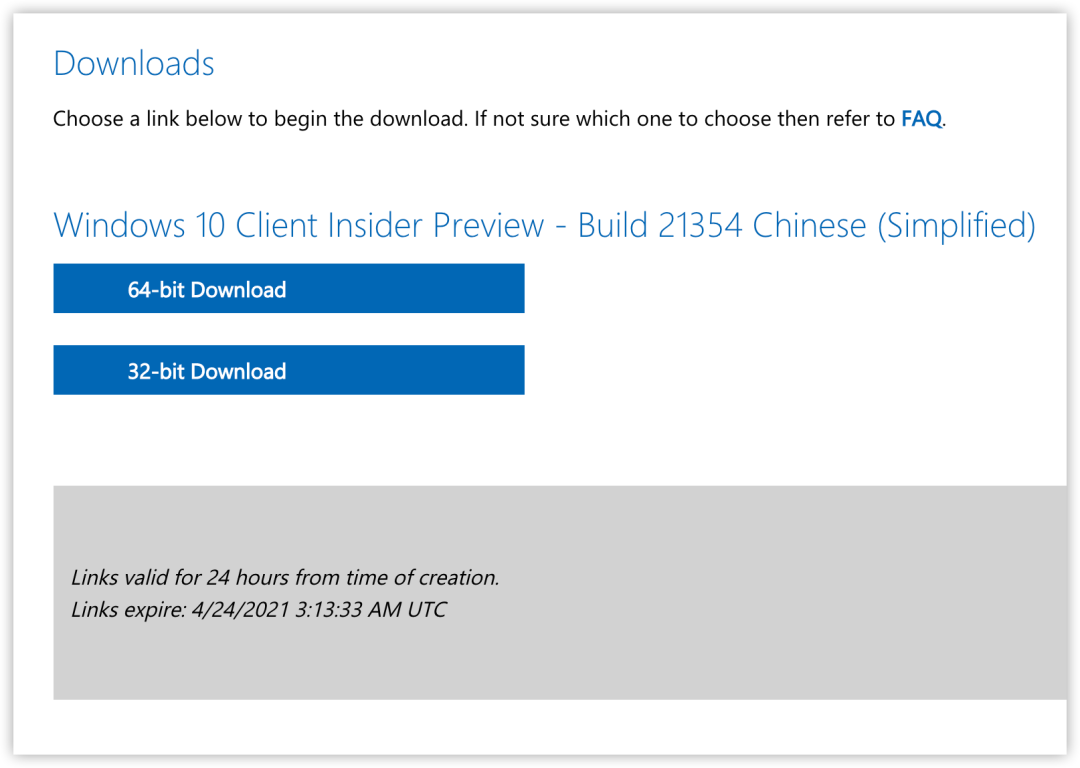 Downloads
Choose a link below to begin the download. If not sure which one to choose then refer to FAQ.
Windows 10 Client Insider Preview - Build 21354 Chinese (Simplified)
64-bit Download
32-bit Download
Links valid for 24 hours from time of creation.
Links expire: 4/24/2021 3:13:33 AM UTC